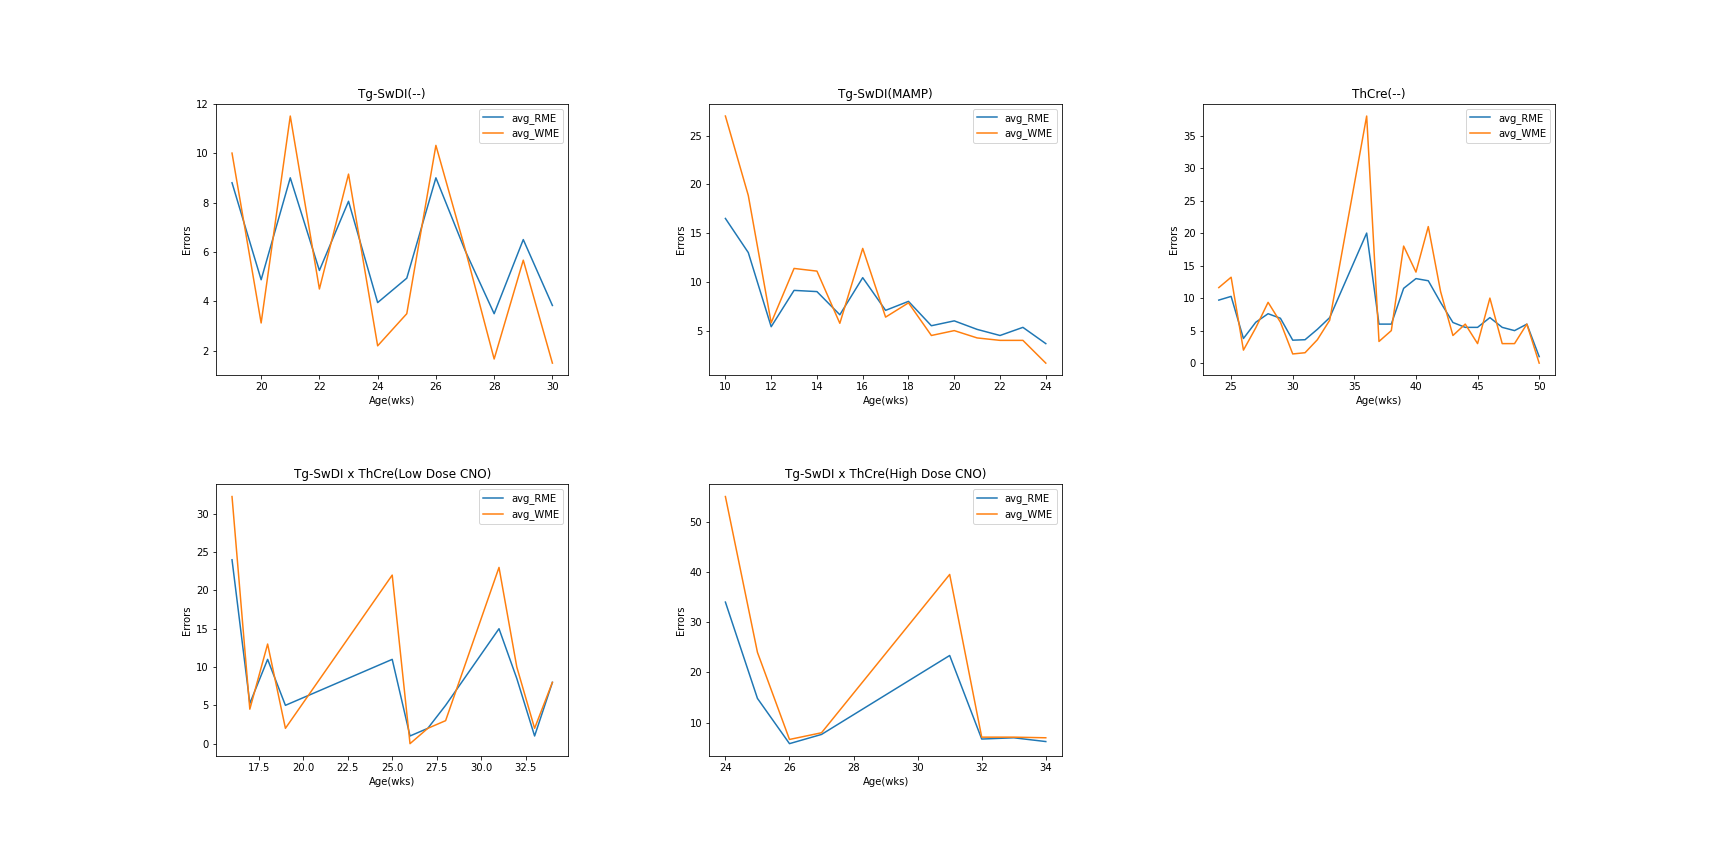 Tg-SwDI(--)
12
10
8
6
4
2
Errors
avg_RME
avg_WME
20 22 24 26 28 30
Age(wks)
Tg-SwDI(MAMP)
25
20
15
10
5
Errors
avg_RME
avg_WME
10 12 14 16 18 20 22 24
Age(wks)
ThCre(--)
35
30
25
20
15
10
5
0
Errors
avg_RME
avg_WME
25 30 35 40 45 50
Age(wks)
Tg-SwDI x ThCre(Low Dose CNO)
30
25
20
15
10
5
0
Errors
avg_RME
avg_WME
17.5 20.0 22.5 25.0 27.5 30.0 32.5
Age(wks)
Tg-SwDI x ThCre(High Dose CNO)
50
40
30
20
10
Errors
avg_RME
avg_WME
24 26 28 30 32 34
Age(wks)